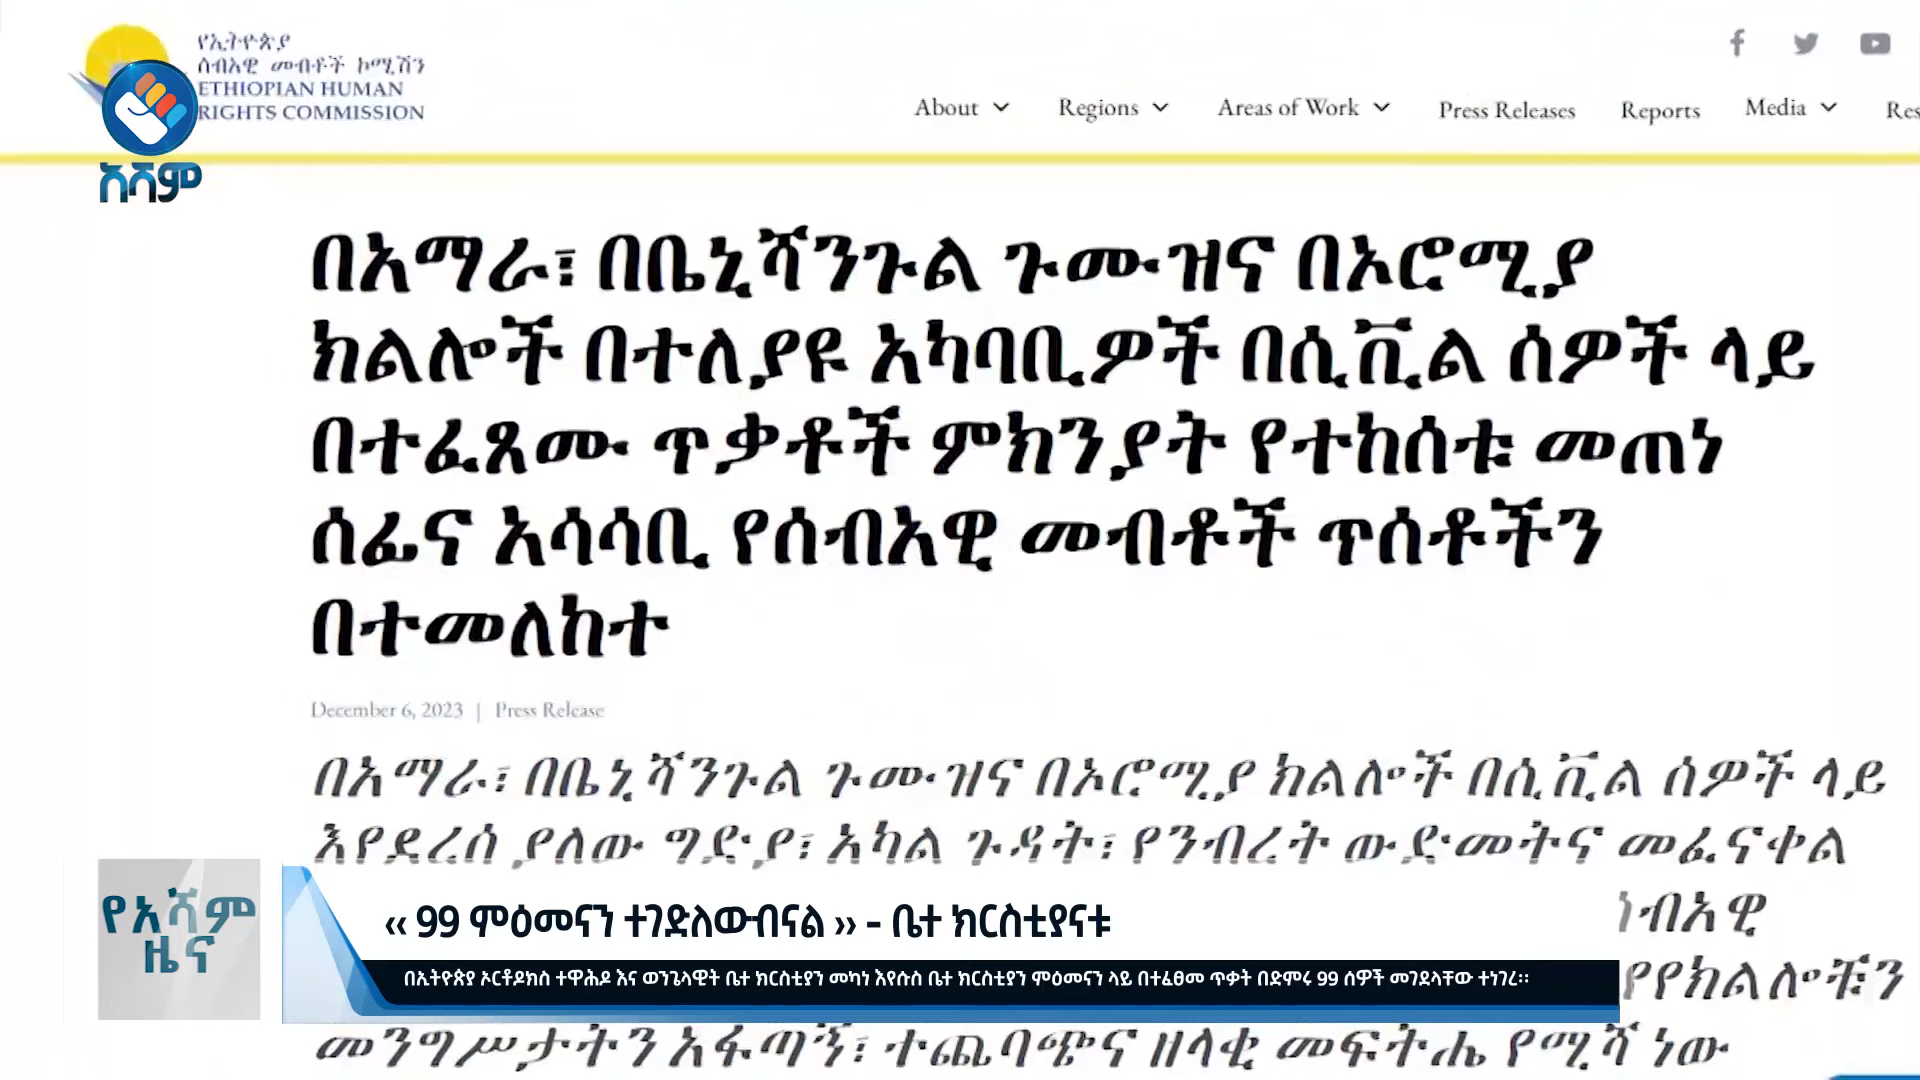 የኢትዮጵያ
ሰብአዊ መብቶች ኮሚሽን
ETHIOPIAN HUMAN
RIGHTS COMMISSION
አሻም
About
Regions
Areas of Work
Press Releases
Reports
Media
Res
በአማራ፣ በቤኒሻንጉል ጉሙዝና በኦሮሚያ
ክልሎች በተለያዩ አካባቢዎች በሲቪል ሰዎች ላይ
በተፈጸሙ ጥቃቶች ምክንያት የተከሰቱ መጠነ
ሰፊና አሳሳቢ የሰብአዊ መብቶች ጥሰቶችን
በተመለከተ
December 6, 2023 | Press Release
በአማራ፣ በቤኒሻንጉል ጉሙዝና በኦሮሚያ ክልሎች በሲቪል ሰዎች ላይ
እየደረሰ ያለው ግድያ፣ አካል ጉዳት፣ የንብረት ውድመትና መፈናቀል
ብአዊ
የየክልሎቹን
መንግሥታትን አፋጣኝ፣ ተጨባጭና ዘላቂ መፍትሔ የሚሻ ነው
የአሻም
ዜና
‹‹ 99 ምዕመናን ተገድለውብናል ›› - ቤተ ክርስቲያናቱ
በኢትዮጵያ ኦርቶዶክስ ተዋሕዶ እና ወንጌላዊት ቤተ ክርስቲያን መካነ እየሱስ ቤተ ክርስቲያን ምዕመናን ላይ በተፈፀመ ጥቃት በድምሩ 99 ሰዎች መገደላቸው ተነገረ፡፡